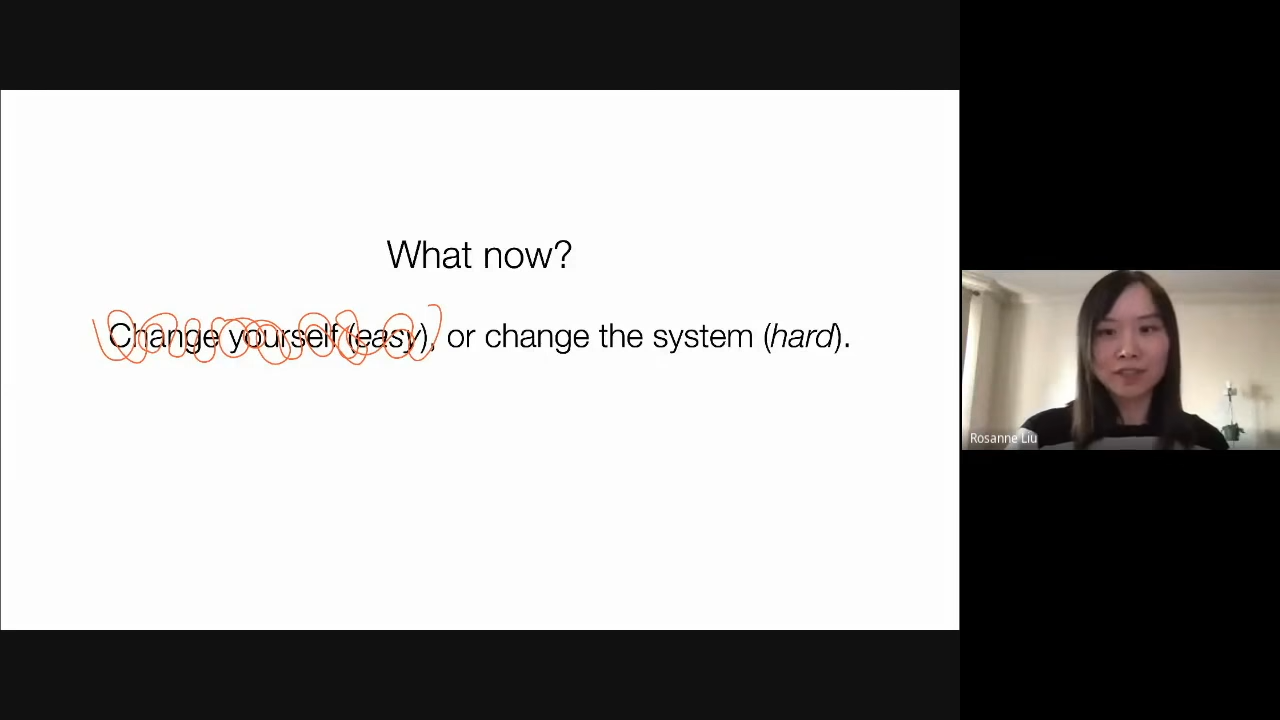 What now?
Change yourself (easy), or change the system (hard).
Rosanne Liu